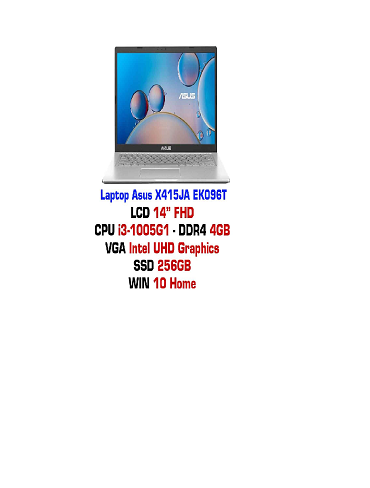 ASUS
ASUS
Laptop Asus X415JA EK096T
LCD 14" FHD
CPU i3-1005G1 - DDR4 4GB
VGA Intel UHD Graphics
SSD 256GB
WIN 10 Home